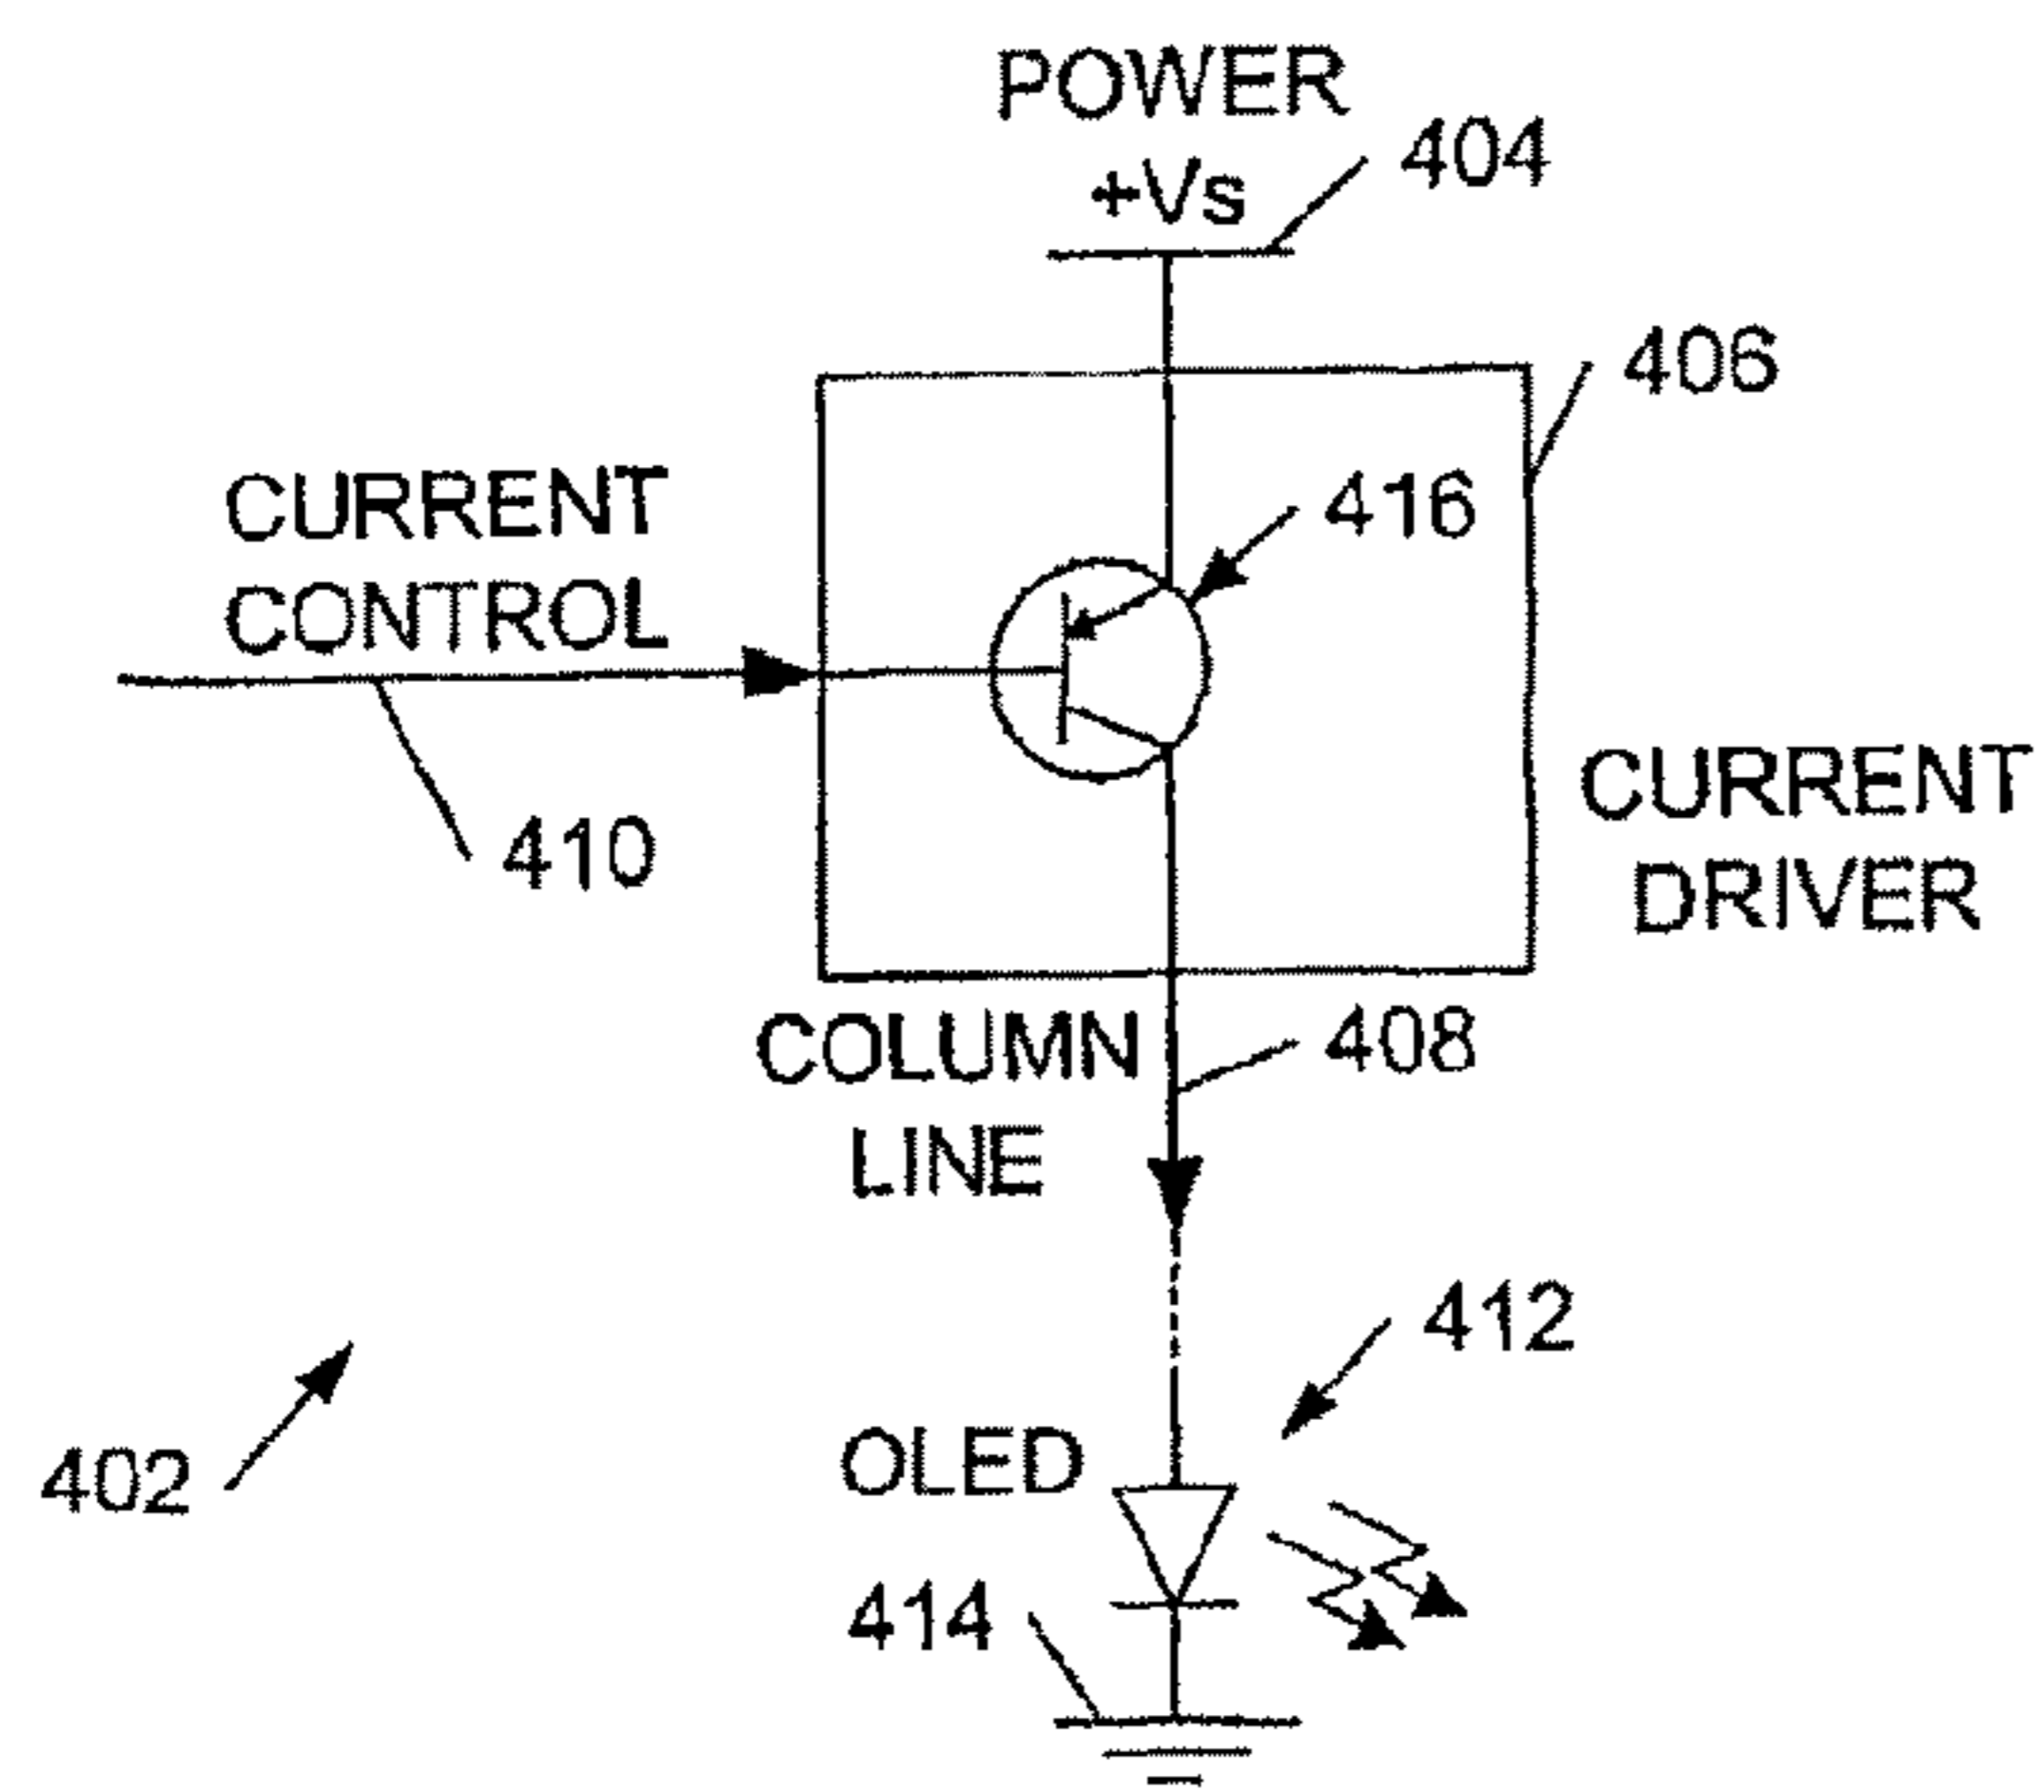 POWER
+Vs
404
406
CURRENT
CONTROL
416
410
CURRENT
DRIVER
COLUMN
LINE
408
412
402
OLED
414